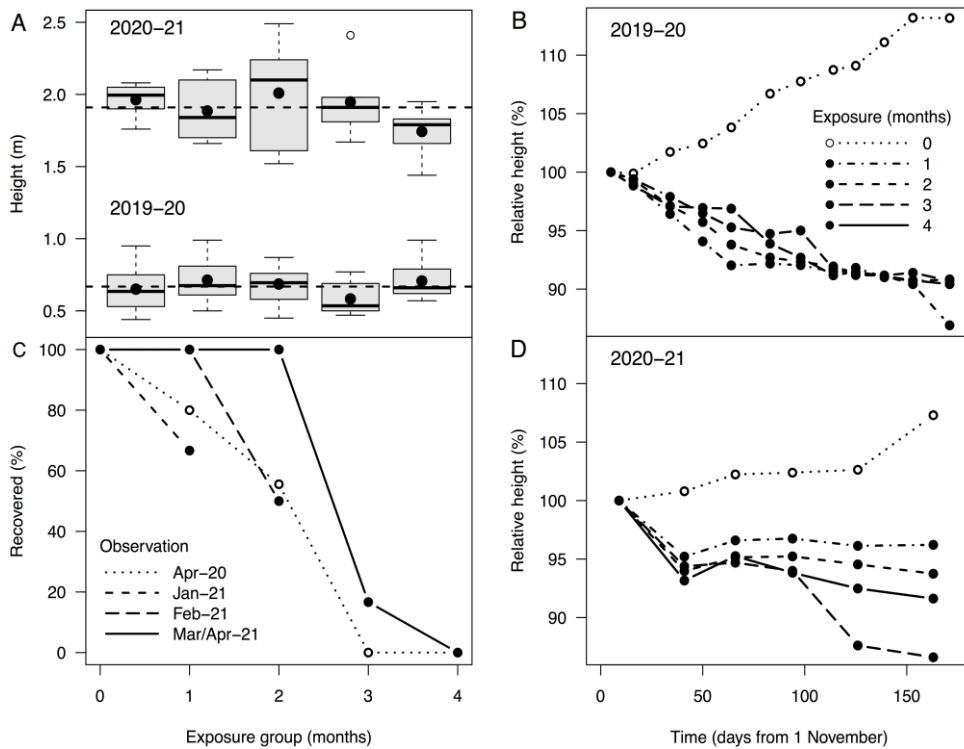 A
2020−21
2019−20
Height (m)
2.5
2.0
1.5
1.0
0.5
B
2019−20
Relative height (%)
110
105
100
95
90
Exposure (months)
0
1
2
3
4
C
Recovered (%)
100
80
60
40
20
0
Observation
Apr−20
Jan−21
Feb−21
Mar/Apr−21
0 1 2 3 4
Exposure group (months)
D
2020−21
Relative height (%)
110
105
100
95
90
0 50 100 150
Time (days from 1 November)